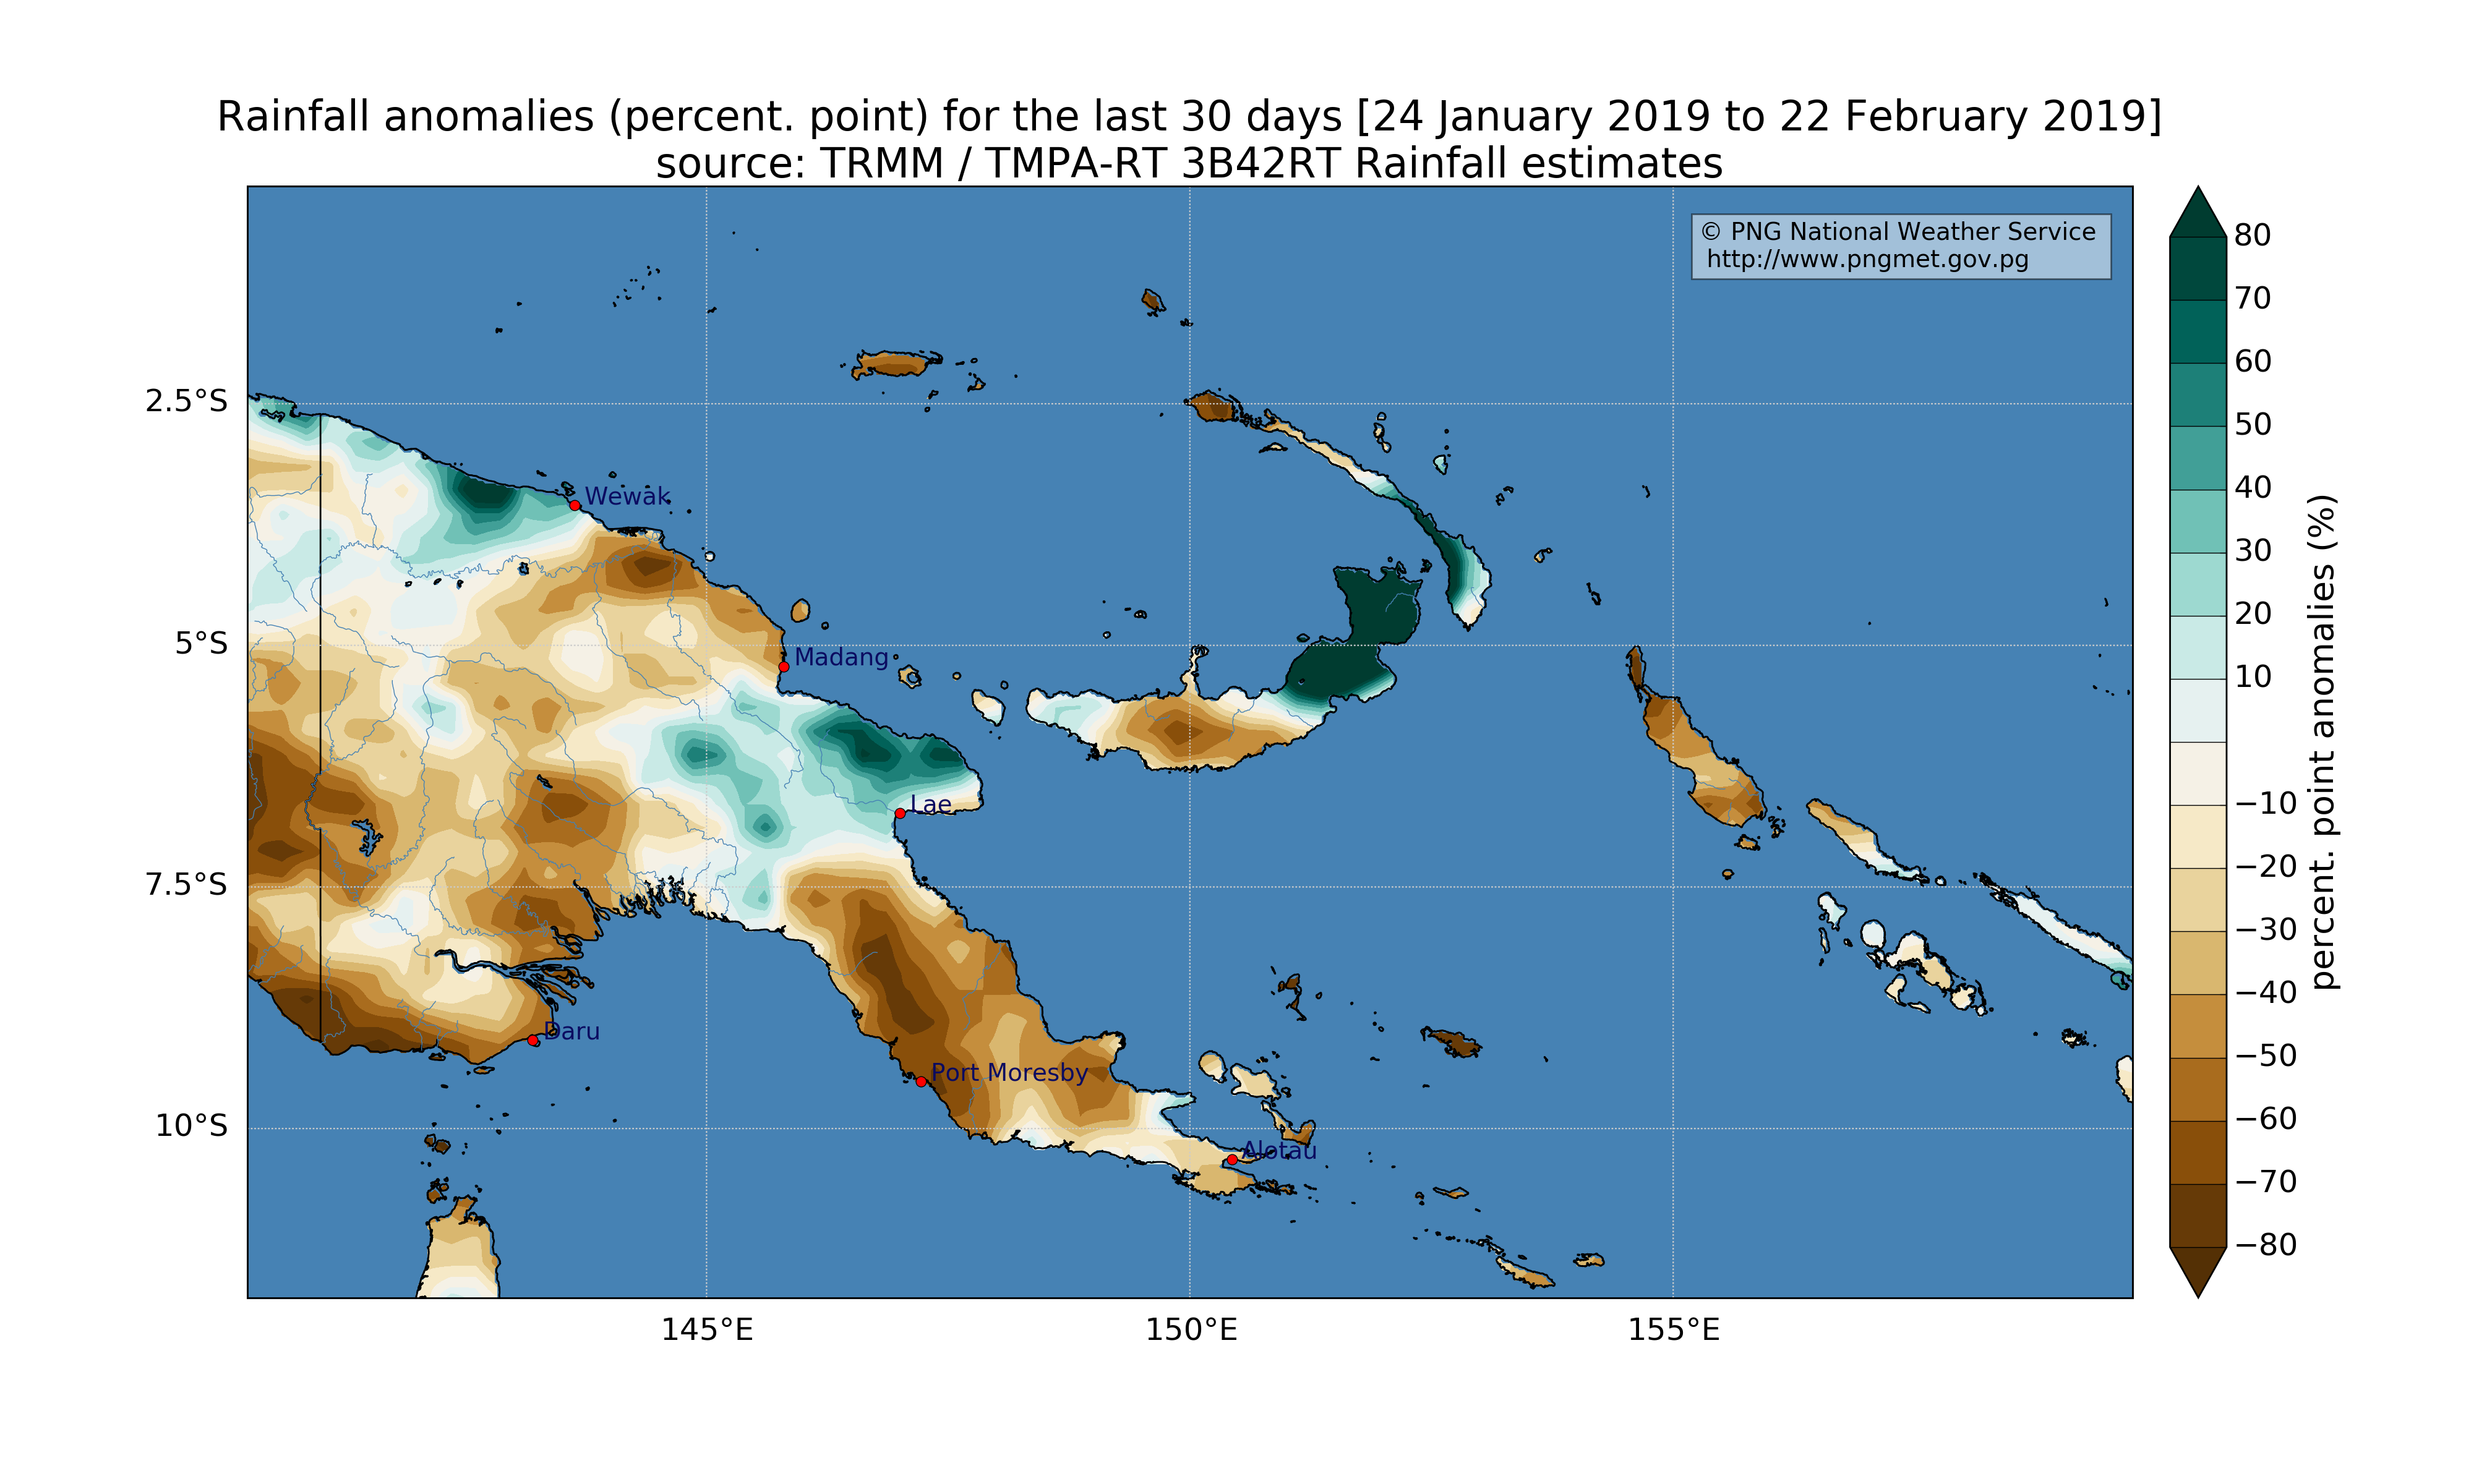 Rainfall anomalies (percent. point) for the last 30 days [24 January 2019 to 22 February 2019]
source: TRMM / TMPA-RT 3B42RT Rainfall estimates
© PNG National Weather Service
http://www.pngmet.gov.pg
80
70
60
50
40
30
20
10
−10
−20
−30
−40
−50
−60
−70
−80
percent. point anomalies (%)
2.5°S
5°S
7.5°S
10°S
Wewak
Madang
Lae
Daru
Port Moresby
Alotau
145°E
150°E
155°E